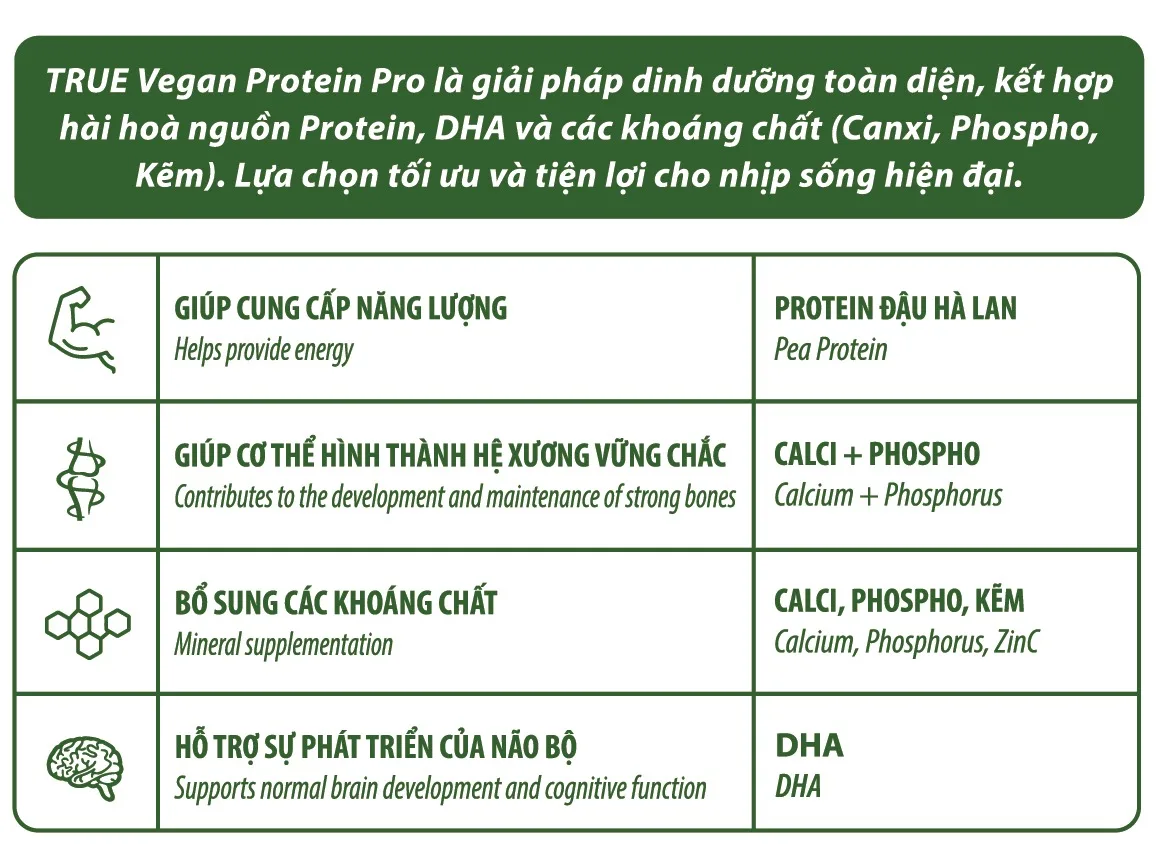 TRUE Vegan Protein Pro là giải pháp dinh dưỡng toàn diện, kết hợp
hài hoà nguồn Protein, DHA và các khoáng chất (Canxi, Phospho,
Kẽm). Lựa chọn tối ưu và tiện lợi cho nhịp sống hiện đại.
GIÚP CUNG CẤP NĂNG LƯỢNG
Helps provide energy
PROTEIN ĐẬU HÀ LAN
Pea Protein
GIÚP CƠ THỂ HÌNH THÀNH HỆ XƯƠNG VỮNG CHẮC
Contributes to the development and maintenance of strong bones
CALCI + PHOSPHO
Calcium + Phosphorus
BỔ SUNG CÁC KHOÁNG CHẤT
Mineral supplementation
CALCI, PHOSPHO, KẼM
Calcium, Phosphorus, ZinC
HỖ TRỢ SỰ PHÁT TRIỂN CỦA NÃO BỘ
Supports normal brain development and cognitive function
DHA
DHA